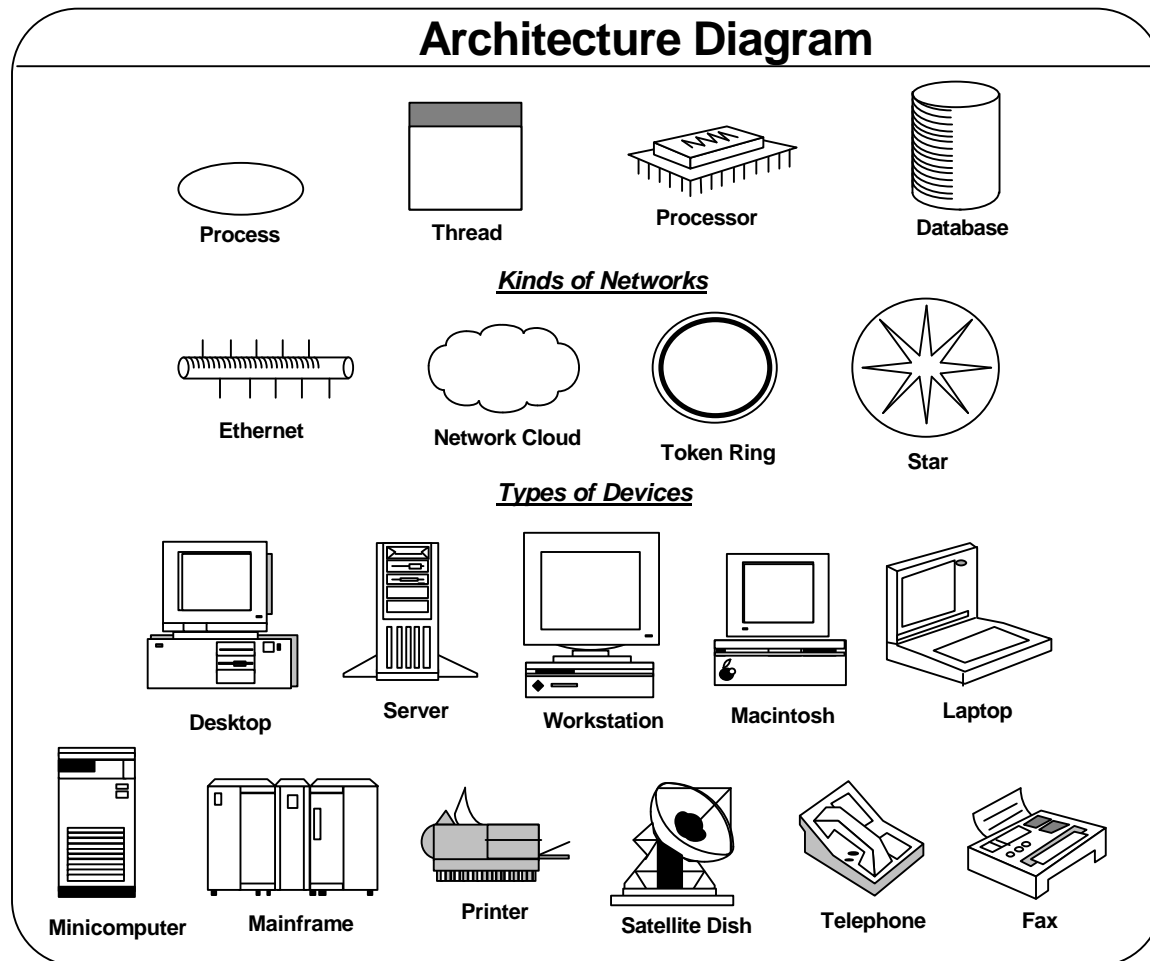 Architecture Diagram
Process
Thread
Processor
Database
Kinds of Networks
Ethernet
Network Cloud
Token Ring
Star
Types of Devices
Desktop
Server
Workstation
Macintosh
Laptop
Minicomputer
Mainframe
Printer
Satellite Dish
Telephone
Fax